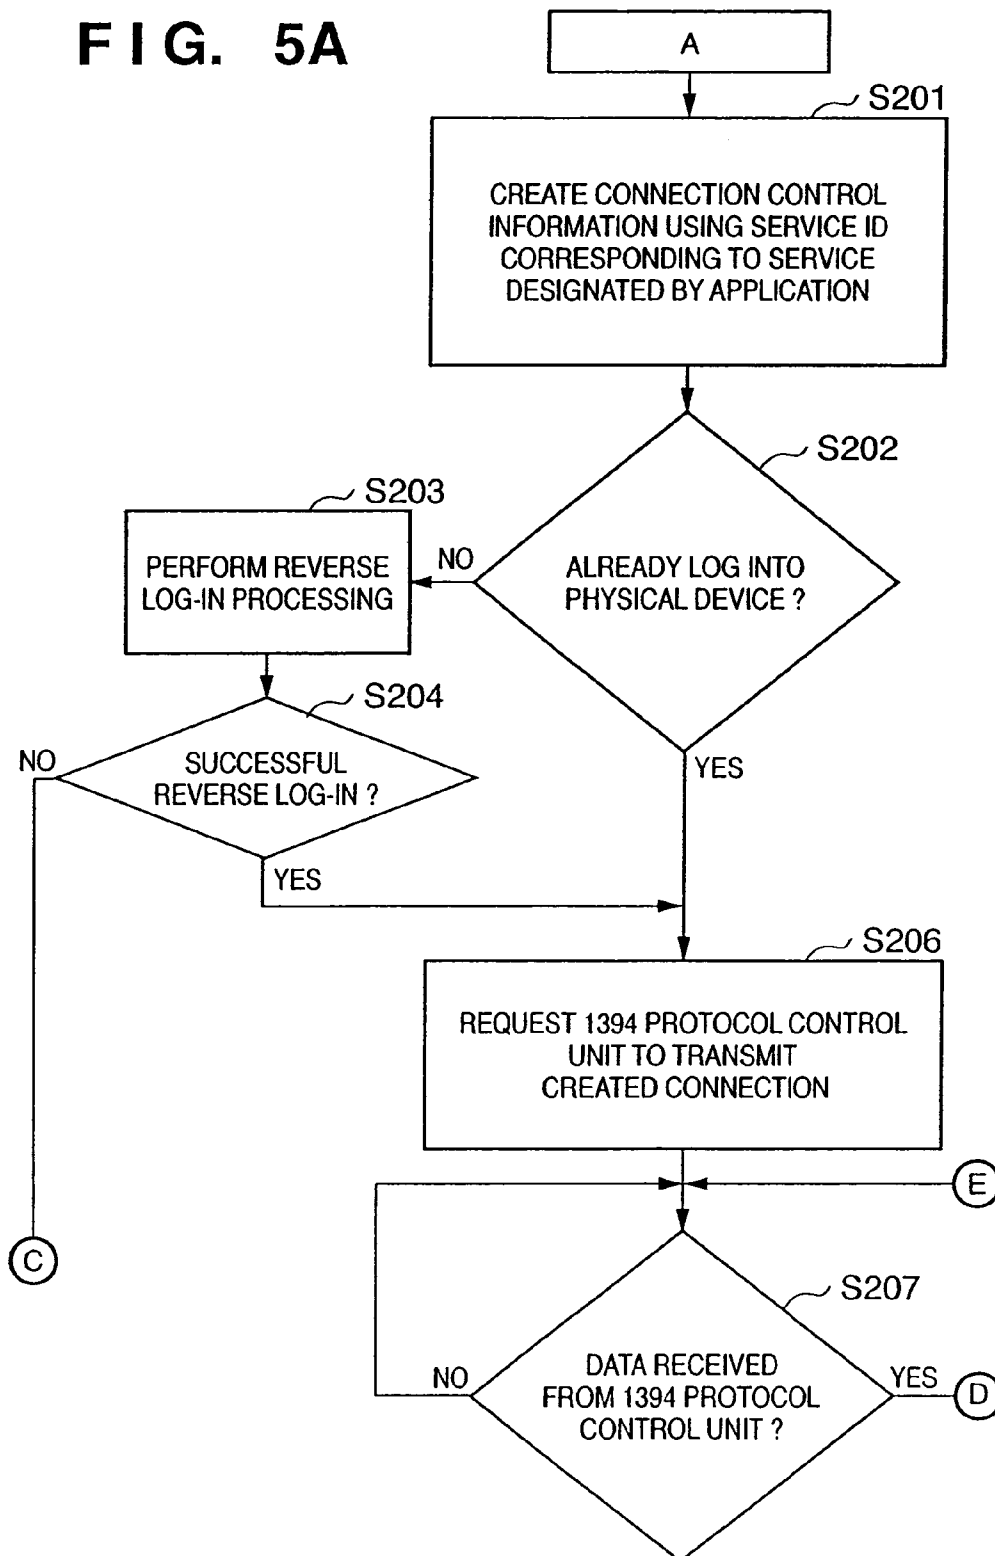 FIG. 5A
A
S201
CREATE CONNECTION CONTROL
INFORMATION USING SERVICE ID
CORRESPONDING TO SERVICE
DESIGNATED BY APPLICATION
S202
ALREADY LOG INTO
PHYSICAL DEVICE ?
NO
YES
S203
PERFORM REVERSE
LOG-IN PROCESSING
S204
SUCCESSFUL
REVERSE LOG-IN ?
NO
YES
S206
REQUEST 1394 PROTOCOL CONTROL
UNIT TO TRANSMIT
CREATED CONNECTION
E
C
S207
DATA RECEIVED
FROM 1394 PROTOCOL
CONTROL UNIT ?
NO
YES
D